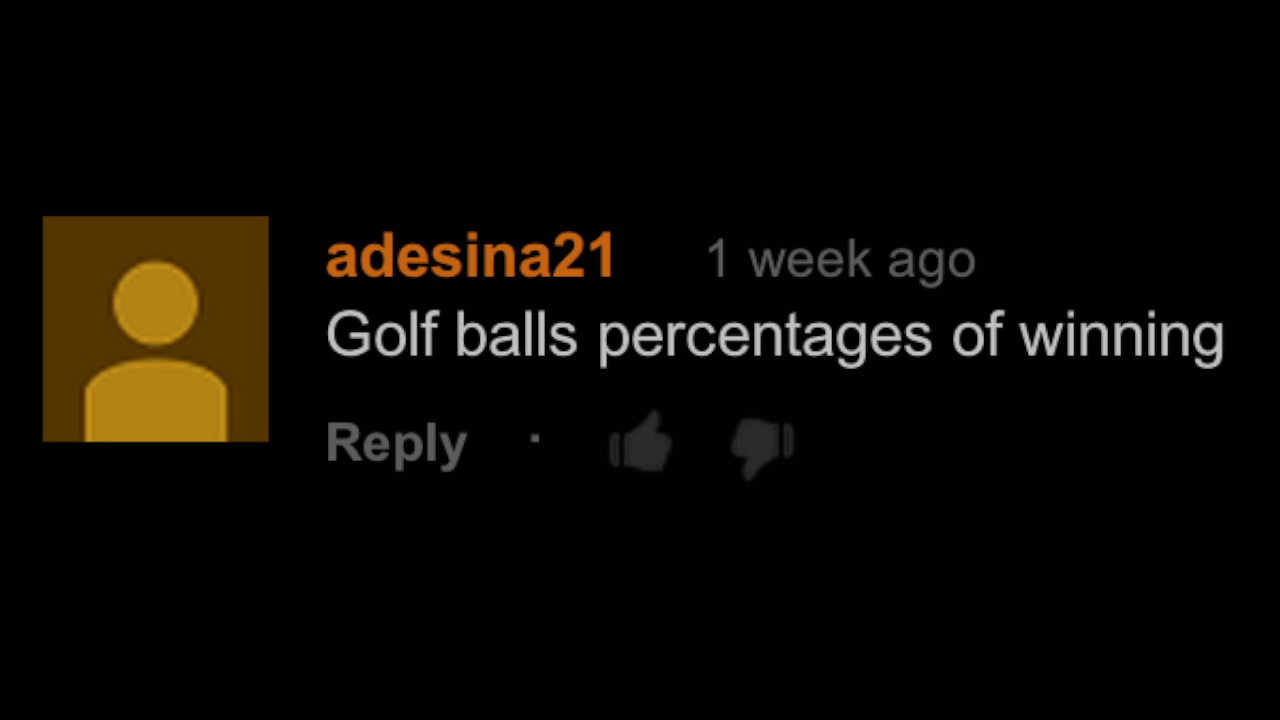 adesina21 1 week ago
Golf balls percentages of winning
Reply ·